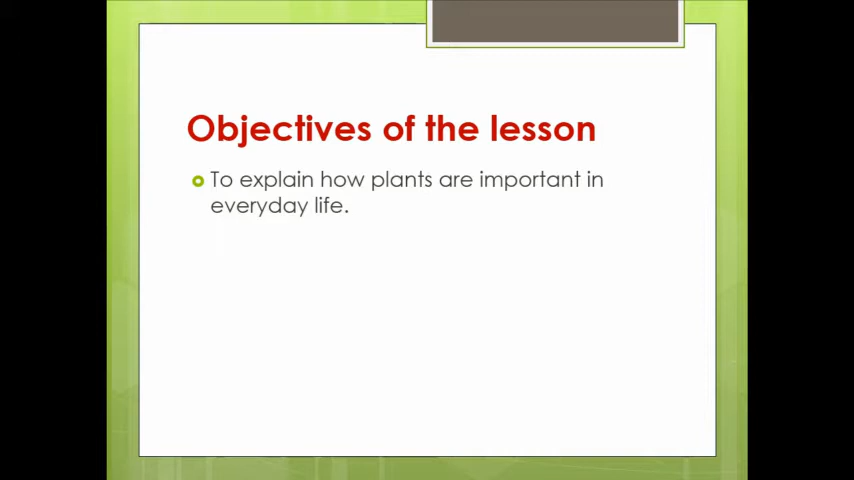 Objectives of the lesson
To explain how plants are important in
everyday life.